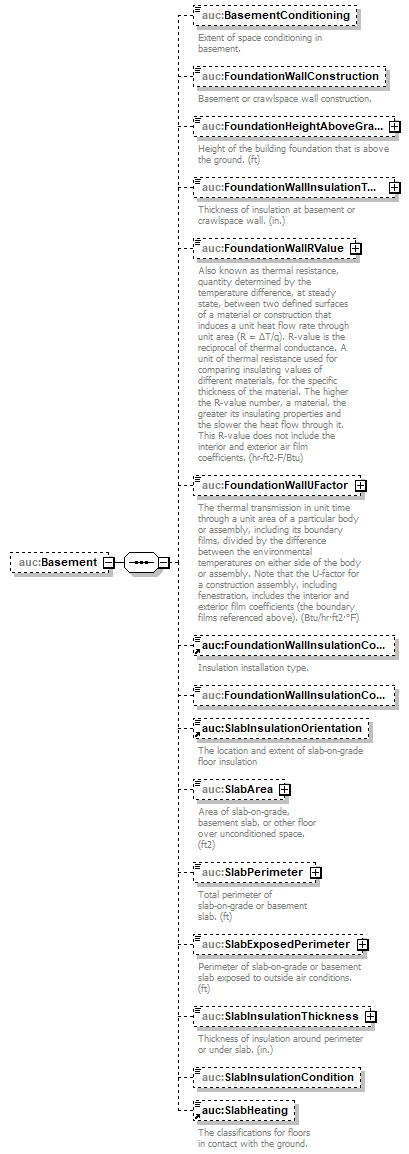 auc:BasementConditioning
Extent of space conditioning in
basement.
auc:FoundationWallConstruction
Basement or crawlspace wall construction.
auc:FoundationHeightAboveGra...
Height of the building foundation that is above
the ground. (ft)
auc:FoundationWallInsulationT...
Thickness of insulation at basement or
crawlspace wall. (in.)
auc:FoundationWallRValue
Also known as thermal resistance,
quantity determined by the
temperature difference, at steady
state, between two defined surfaces
of a material or construction that
induces a unit heat flow rate through
unit area (R = ΔT/q). R-value is the
reciprocal of thermal conductance. A
unit of thermal resistance used for
comparing insulating values of
different materials, for the specific
thickness of the material. The higher
the R-value number, a material, the
greater its insulating properties and
the slower the heat flow through it.
This R-value does not include the
interior and exterior air film
coefficients. (hr-ft2-F/Btu)
auc:FoundationWallUFactor
The thermal transmission in unit time
through a unit area of a particular body
or assembly, including its boundary
films, divided by the difference
between the environmental
temperatures on either side of the body
or assembly. Note that the U-factor for
a construction assembly, including
fenestration, includes the interior and
exterior film coefficients (the boundary
films referenced above). (Btu/hr·ft2·°F)
auc:Basement
auc:FoundationWallInsulationCo...
Insulation installation type.
auc:FoundationWallInsulationCo...
auc:SlabInsulationOrientation
The location and extent of slab-on-grade
floor insulation
auc:SlabArea
Area of slab-on-grade,
basement slab, or other floor
over unconditioned space.
(ft2)
auc:SlabPerimeter
Total perimeter of
slab-on-grade or basement
slab. (ft)
auc:SlabExposedPerimeter
Perimeter of slab-on-grade or basement
slab exposed to outside air conditions.
(ft)
auc:SlabInsulationThickness
Thickness of insulation around perimeter
or under slab. (in.)
auc:SlabInsulationCondition
auc:SlabHeating
The classifications for floors
in contact with the ground.